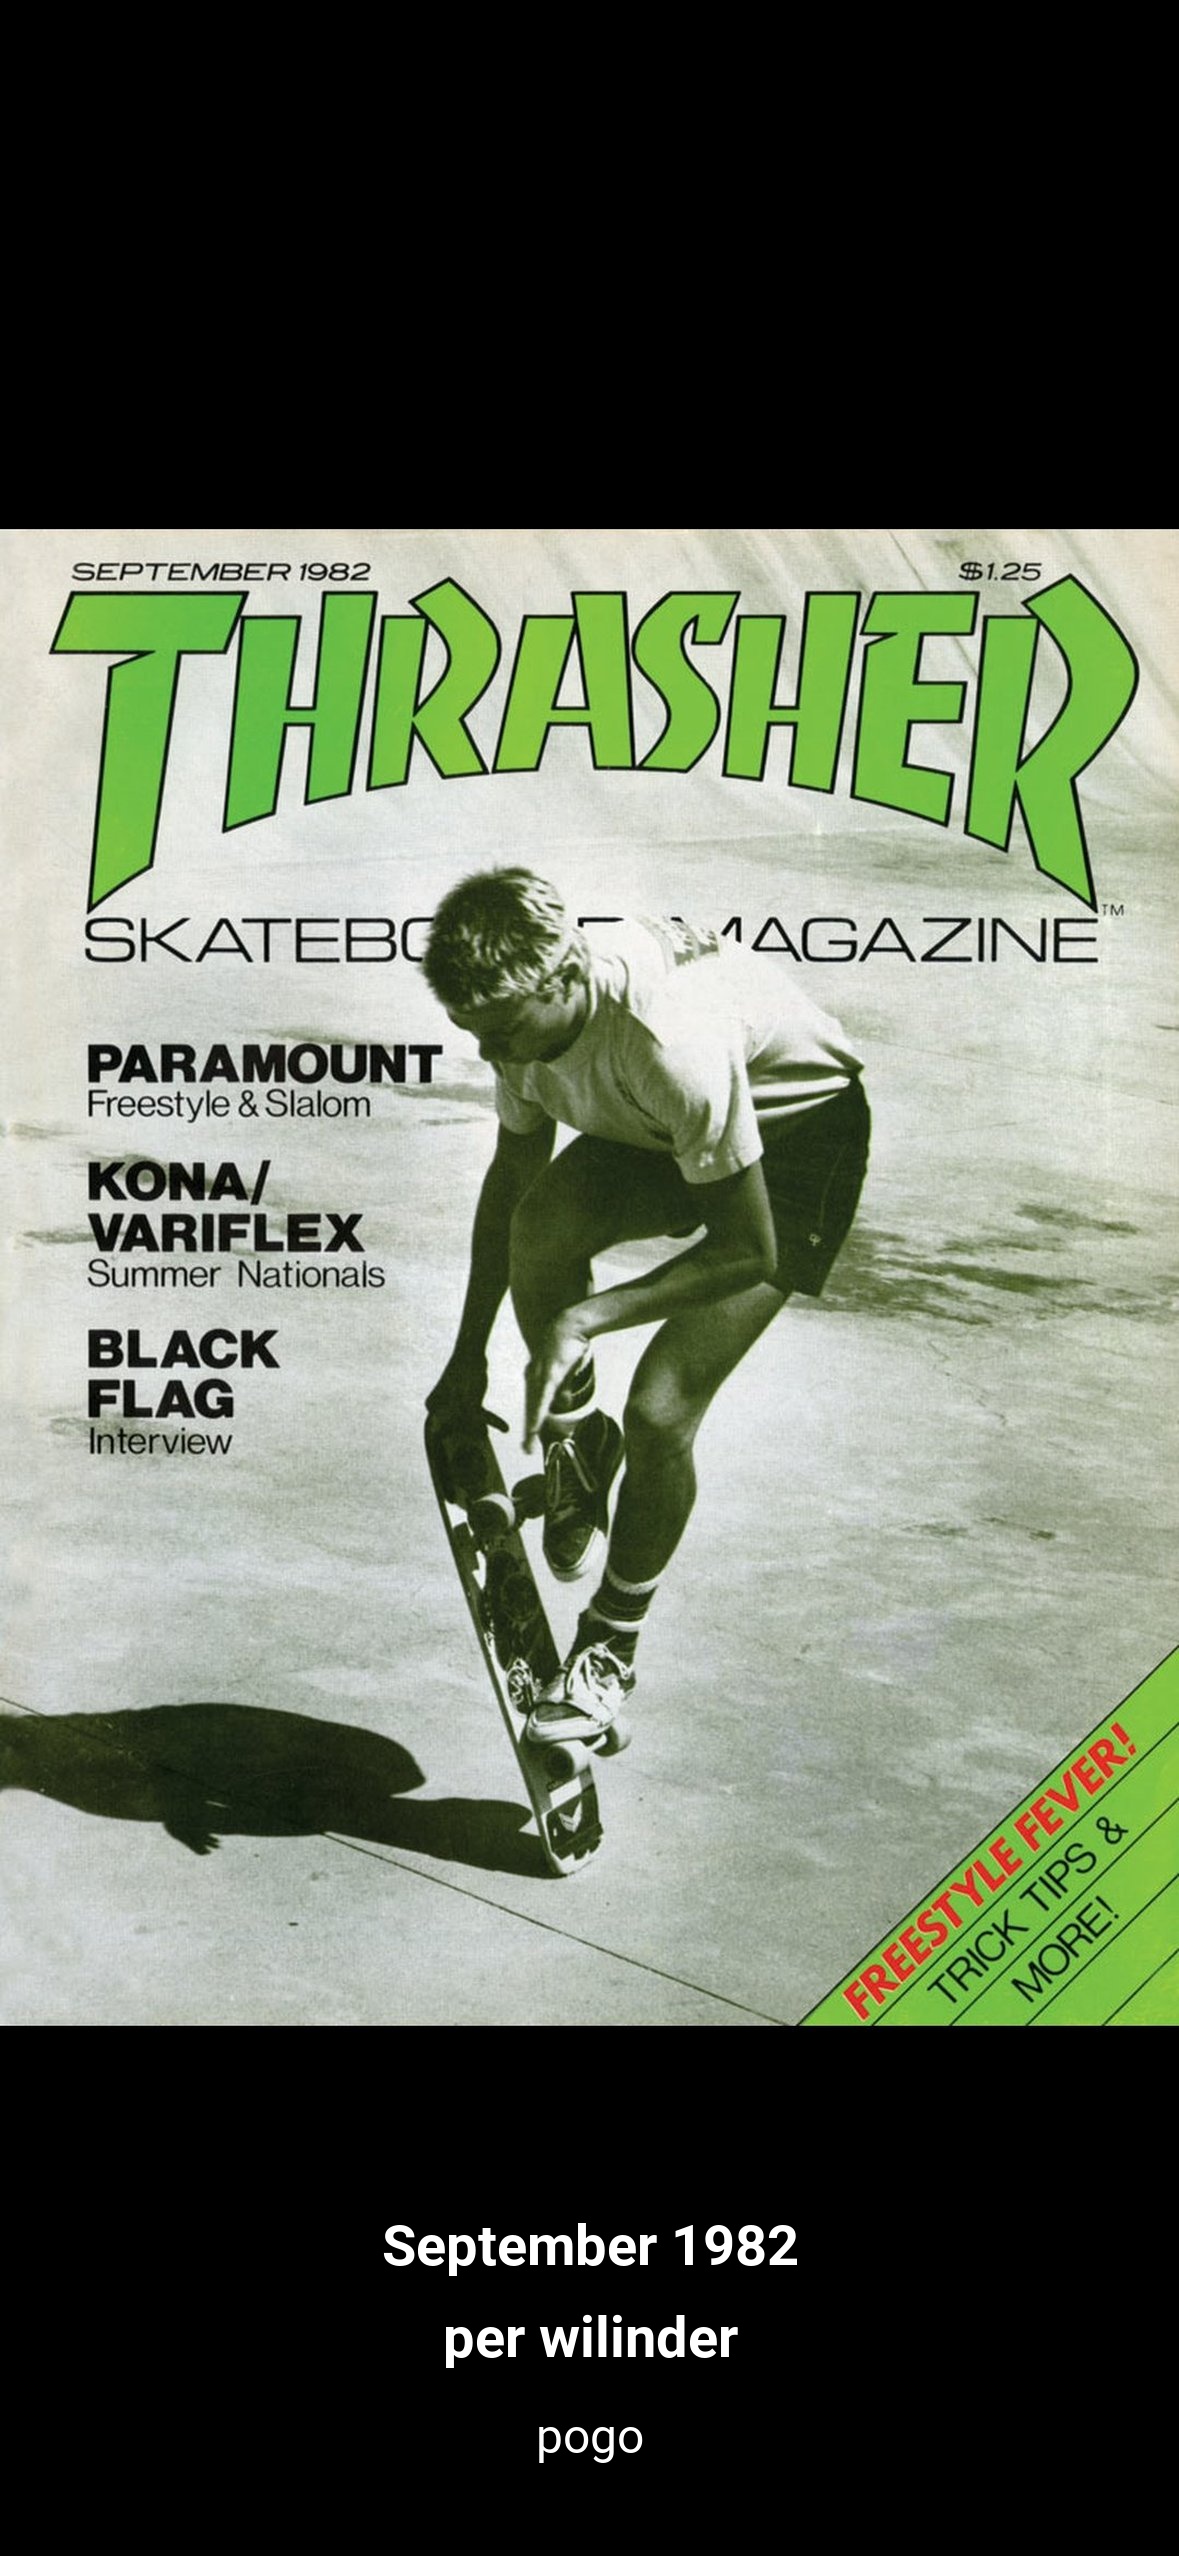 SEPTEMBER 1982
$1.25
THRASHER
SKATEBO MAGAZINE
TM
PARAMOUNT
Freestyle & Slalom
KONA/
VARIFLEX
Summer Nationals
BLACK
FLAG
Interview
FREESTYLE FEVER!
TRICK TIPS &
MORE!
September 1982
per wilinder
pogo